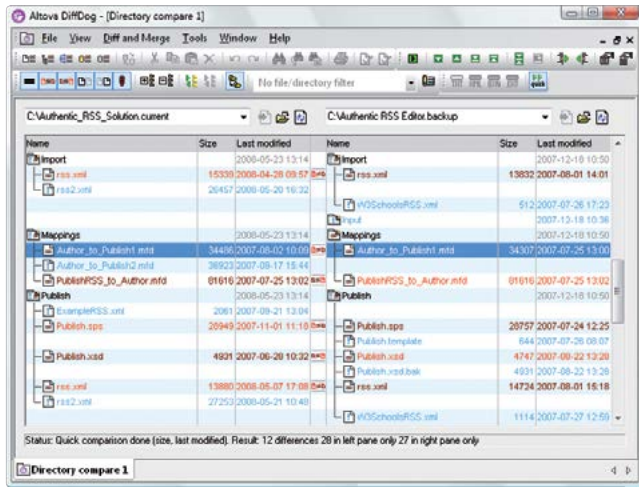 Altova DiffDog - [Directory compare 1]
File View Diff and Merge Tools Window Help
No file/directory filter
quick
C:\Authentic_RSS_Solution.current C:\Authentic RSS Editor.backup
Name Size Last modified Name Size Last modified
Import 2008-05-23 13:14 Import 2007-12-18 10:50
rss.xml 15339 2008-04-28 09:57 rss.xml 13832 2007-08-01 14:01
rss2.xml 26457 2008-05-20 16:32
W3SchoolsRSS.xml 512 2007-07-26 17:23
Input 2007-12-18 10:36
Mappings 2008-05-23 13:14 Mappings 2007-12-18 10:50
Author_to_Publish1.mfd 34486 2007-08-02 10:09 Author_to_Publish1.mfd 34307 2007-07-25 13:00
Author_to_Publish2.mfd 38923 2007-09-17 15:44
PublishRSS_to_Author.mfd 81616 2007-07-25 13:02 PublishRSS_to_Author.mfd 81616 2007-07-25 13:02
Publish 2008-05-23 13:14 Publish 2007-12-18 10:50
ExampleRSS.xml 2061 2007-09-21 13:04
Publish.sps 28949 2007-11-01 11:18 Publish.sps 28757 2007-07-24 12:25
Publish.template 644 2007-07-26 08:07
Publish.xsd 4931 2007-06-28 10:32 Publish.xsd 4747 2007-08-22 13:28
Publish.xsd.bak 4931 2007-08-22 13:26
rss.xml 13880 2008-05-07 17:08 rss.xml 14724 2007-08-01 15:18
rss2.xml 27253 2008-05-21 10:48
W3SchoolsRSS.xml 1114 2007-07-27 12:59
Status: Quick comparison done (size, last modified). Result: 12 differences 28 in left pane only 27 in right pane only
Directory compare 1